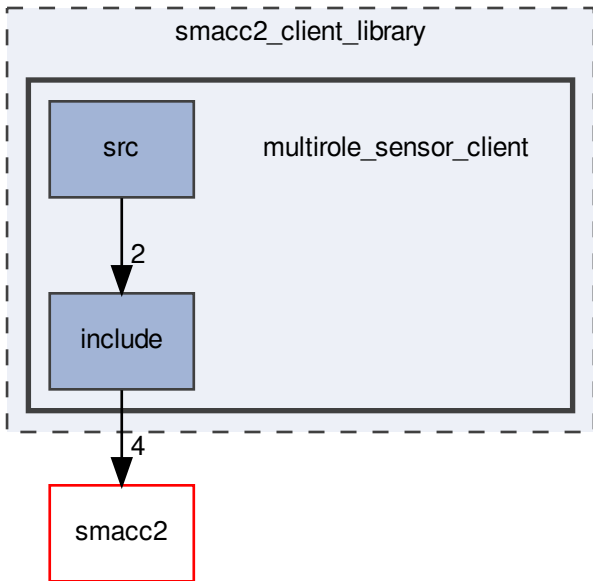 smacc2_client_library
src
multirole_sensor_client
2
include
4
smacc2